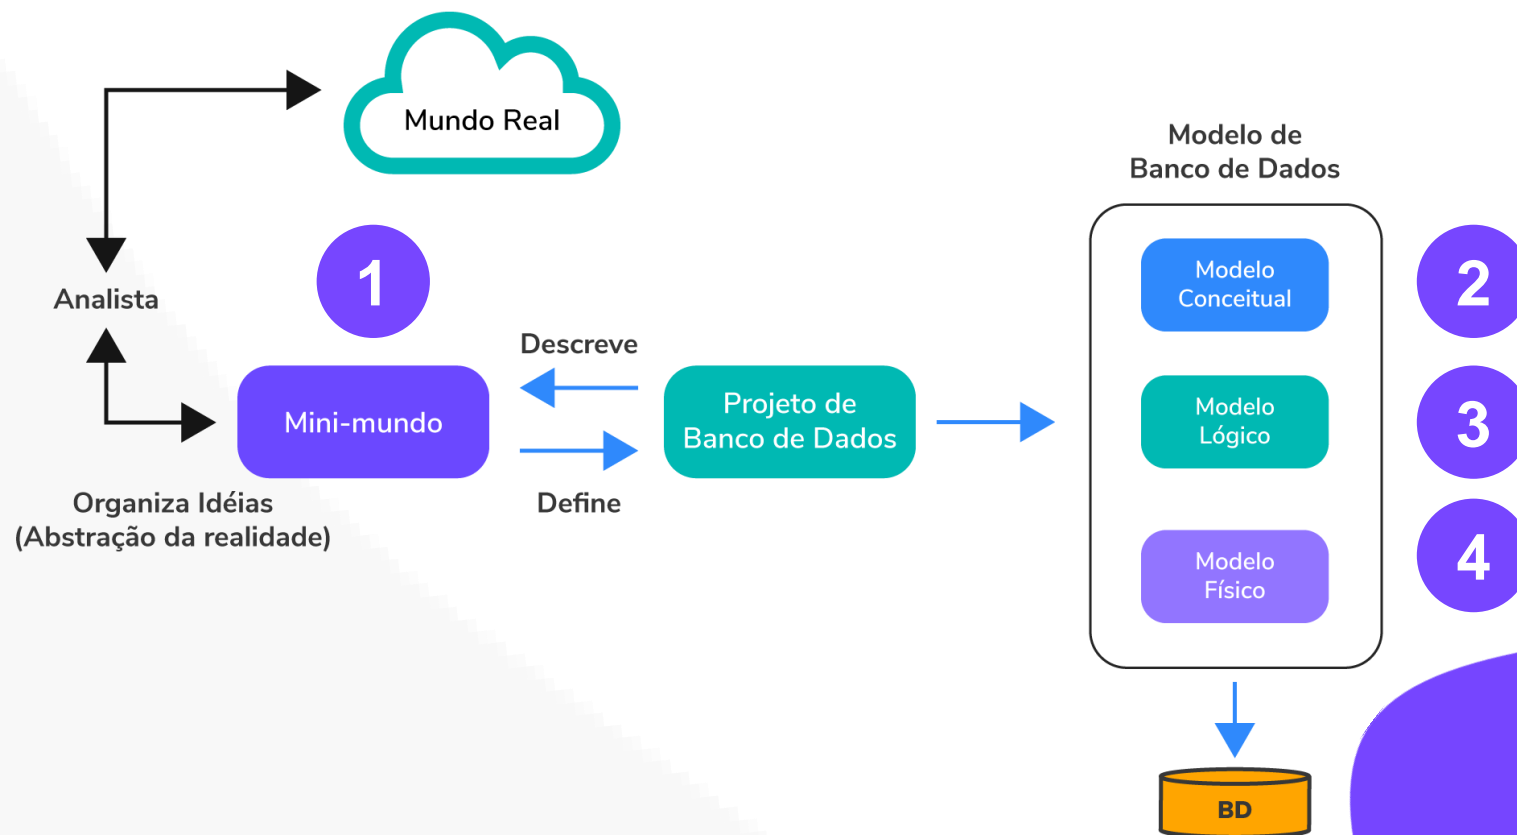 Mundo Real
Modelo de
Banco de Dados
1
Modelo
Conceitual
2
Analista
Descreve
Mini-mundo
Projeto de
Banco de Dados
Modelo
Lógico
3
Organiza Idéias
(Abstração da realidade)
Define
Modelo
Físico
4
BD